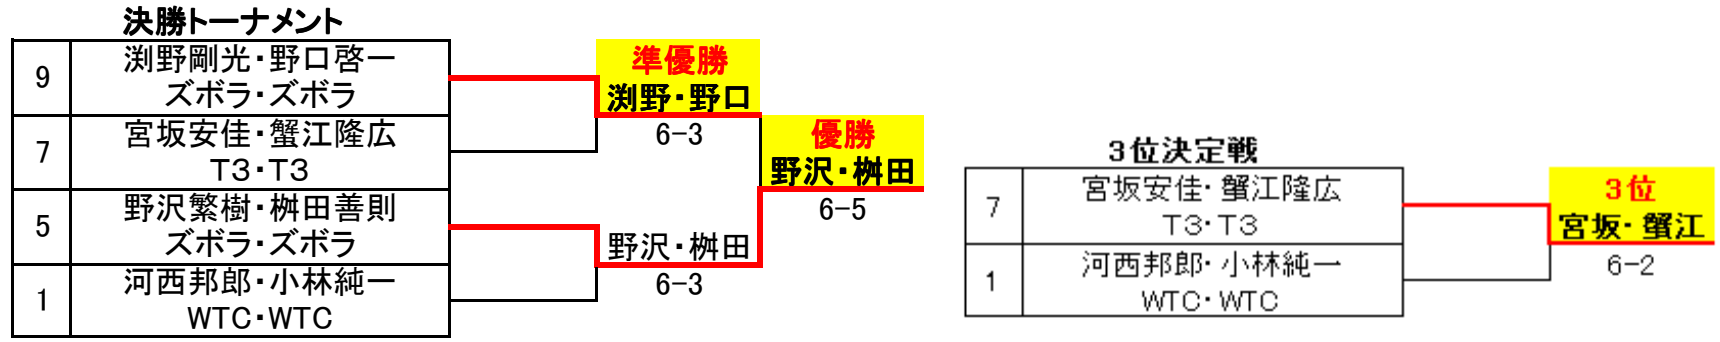 決勝トーナメント
9
渕野剛光・野口啓一
ズボラ・ズボラ
7
宮坂安佳・蟹江隆広
T3・T3
5
野沢繁樹・桝田善則
ズボラ・ズボラ
1
河西邦郎・小林純一
WTC・WTC
準優勝
渕野・野口
6-3
野沢・桝田
6-3
優勝
野沢・桝田
6-5
3位決定戦
7
宮坂安佳・蟹江隆広
T3・T3
1
河西邦郎・小林純一
WTC・WTC
3位
宮坂・蟹江
6-2